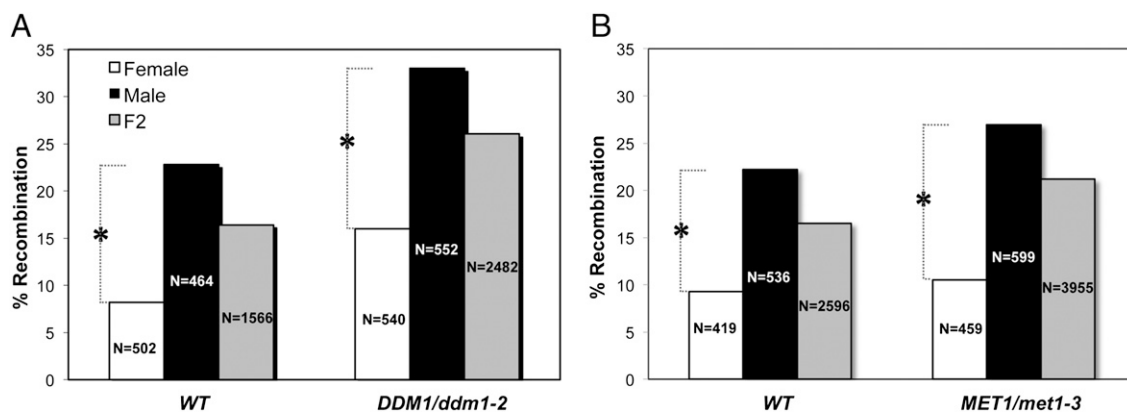 A
% Recombination
35
30
25
20
15
10
5
0
Female
Male
F2
*
*
N=502
N=464
N=1566
N=540
N=552
N=2482
WT
DDM1/ddm1-2
B
% Recombination
35
30
25
20
15
10
5
0
*
*
N=419
N=536
N=2596
N=459
N=599
N=3955
WT
MET1/met1-3